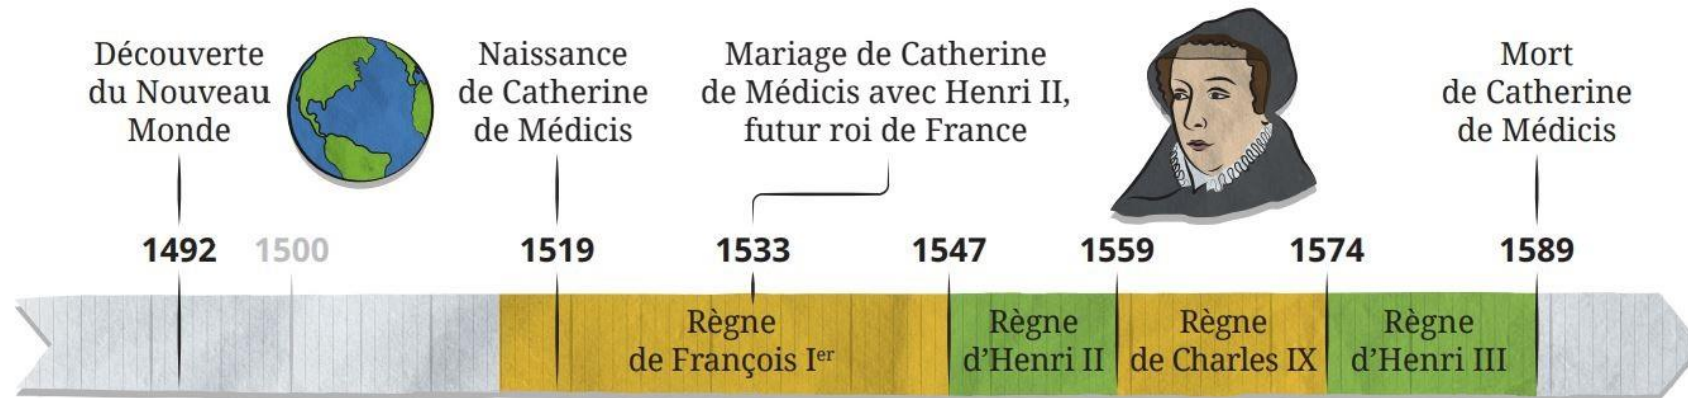 Découverte
du Nouveau
Monde
Naissance
de Catherine
de Médicis
Mariage de Catherine
de Médicis avec Henri II,
futur roi de France
Mort
de Catherine
de Médicis
1492
1500
1519
1533
1547
1559
1574
1589
Règne
de François Ier
Règne
d’Henri II
Règne
de Charles IX
Règne
d’Henri III